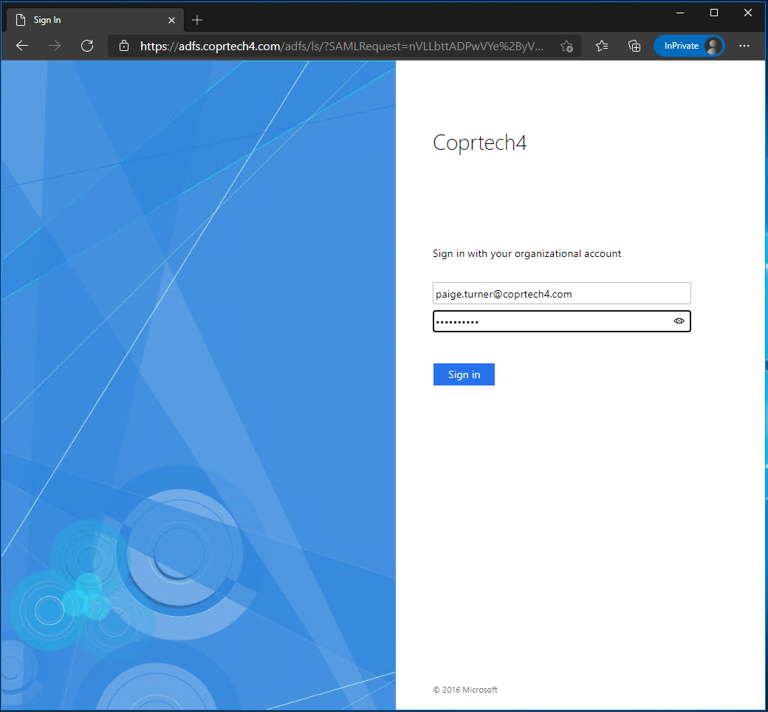 Sign In
https://adfs.coprtech4.com/adfs/ls/?SAMLRequest=nVLLbttADPwVYe%2ByV...
InPrivate
Coprtech4
Sign in with your organizational account
paige.turner@coprtech4.com
••••••••••
Sign in
© 2016 Microsoft